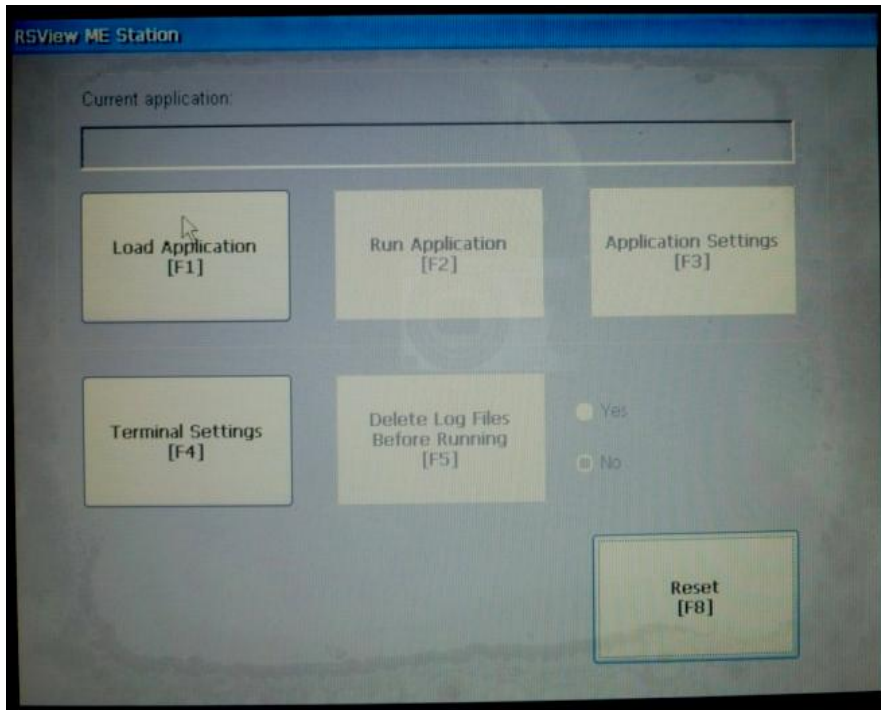 RSView ME Station
Current application:
Load Application
[F1]
Run Application
[F2]
Application Settings
[F3]
Terminal Settings
[F4]
Delete Log Files
Before Running
[F5]
Yes
No
Reset
[F8]